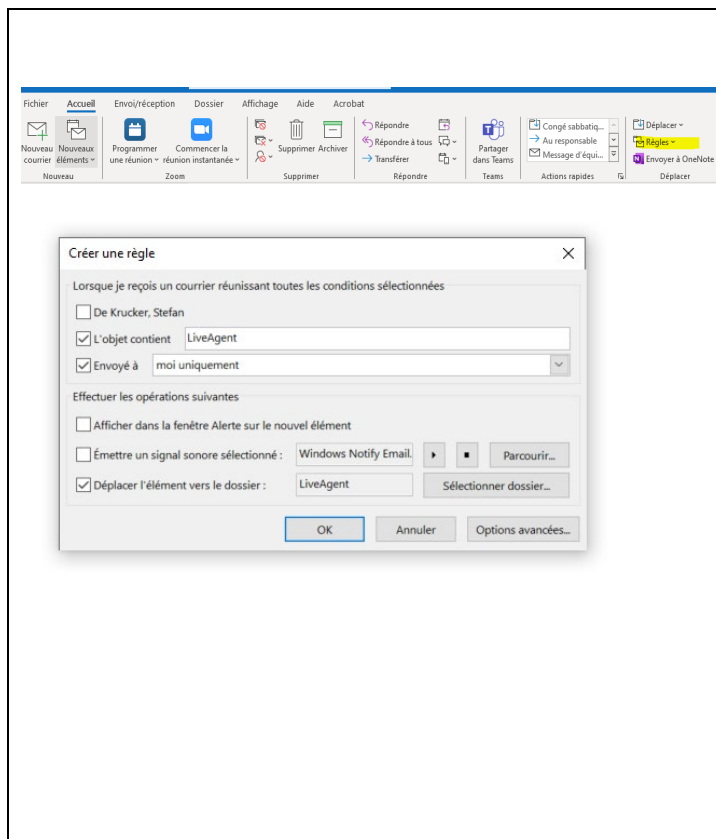 Fichier Accueil Envoi/réception Dossier Affichage Aide Acrobat
Nouveau courrier
Nouveaux éléments
Programmer une réunion
Commencer la réunion instantanée
Supprimer Archiver
Répondre
Répondre à tous
Transférer
Partager dans Teams
Congé sabbatiq...
Au responsable
Message d'équi...
Déplacer
Règles
Envoyer à OneNote
Nouveau Zoom Supprimer Répondre Teams Actions rapides Déplacer
Créer une règle
Lorsque je reçois un courrier réunissant toutes les conditions sélectionnées
De Krucker, Stefan
L'objet contient LiveAgent
Envoyé à moi uniquement
Effectuer les opérations suivantes
Afficher dans la fenêtre Alerte sur le nouvel élément
Émettre un signal sonore sélectionné : Windows Notify Email. Parcourir...
Déplacer l'élément vers le dossier : LiveAgent Sélectionner dossier...
OK Annuler Options avancées...